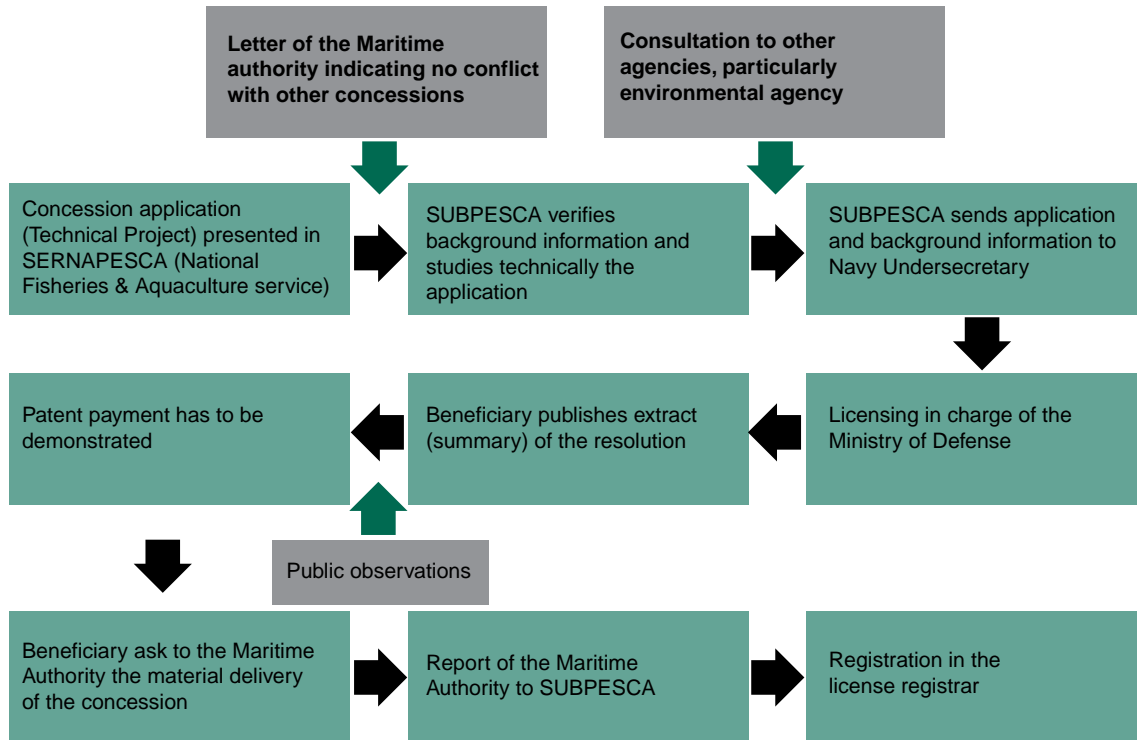 Letter of the Maritime
authority indicating no conflict
with other concessions
Consultation to other
agencies, particularly
environmental agency
Concession application
(Technical Project) presented in
SERNAPESCA (National
Fisheries & Aquaculture service)
SUBPESCA verifies
background information and
studies technically the
application
SUBPESCA sends application
and background information to
Navy Undersecretary
Patent payment has to be
demonstrated
Beneficiary publishes extract
(summary) of the resolution
Licensing in charge of the
Ministry of Defense
Public observations
Beneficiary ask to the Maritime
Authority the material delivery
of the concession
Report of the Maritime
Authority to SUBPESCA
Registration in the
license registrar